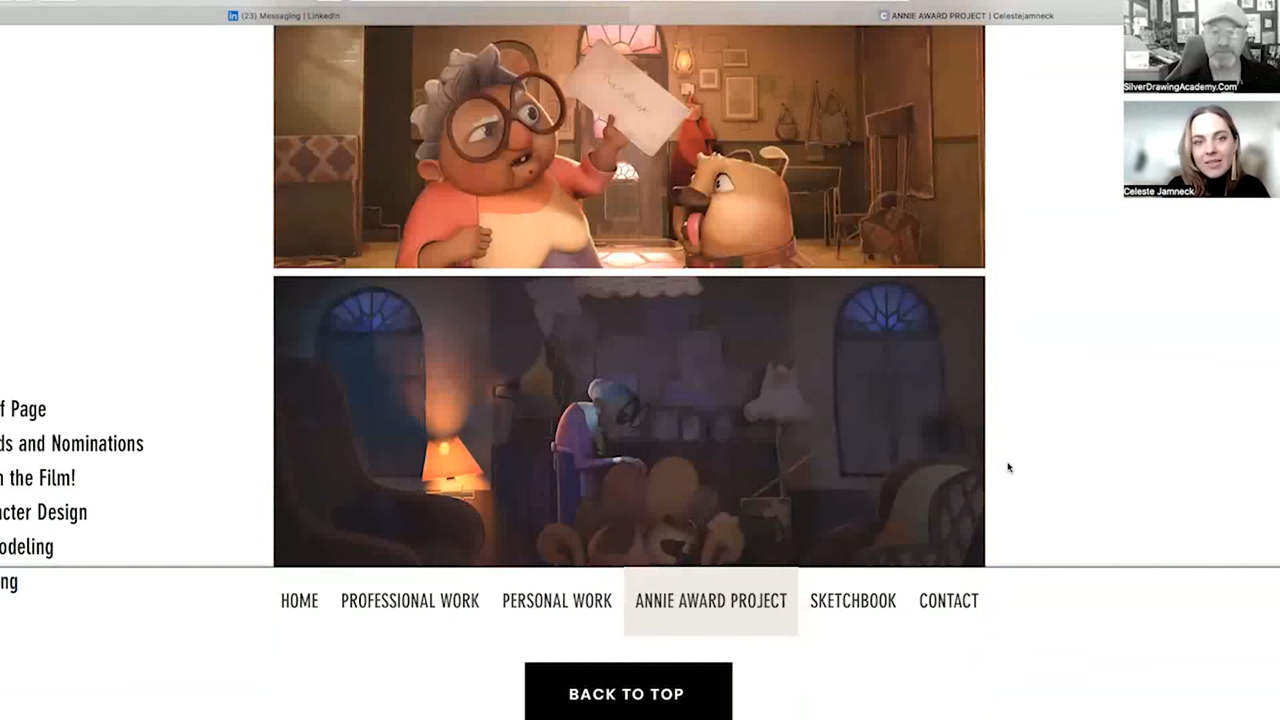 (23) Messaging | LinkedIn
ANNIE AWARD PROJECT | Celestejamneck
SilverDrawingAcademy.Com
Celeste Jamneck
f Page
ds and Nominations
n the Film!
acter Design
odeling
ng
HOME PROFESSIONAL WORK PERSONAL WORK ANNIE AWARD PROJECT SKETCHBOOK CONTACT
BACK TO TOP